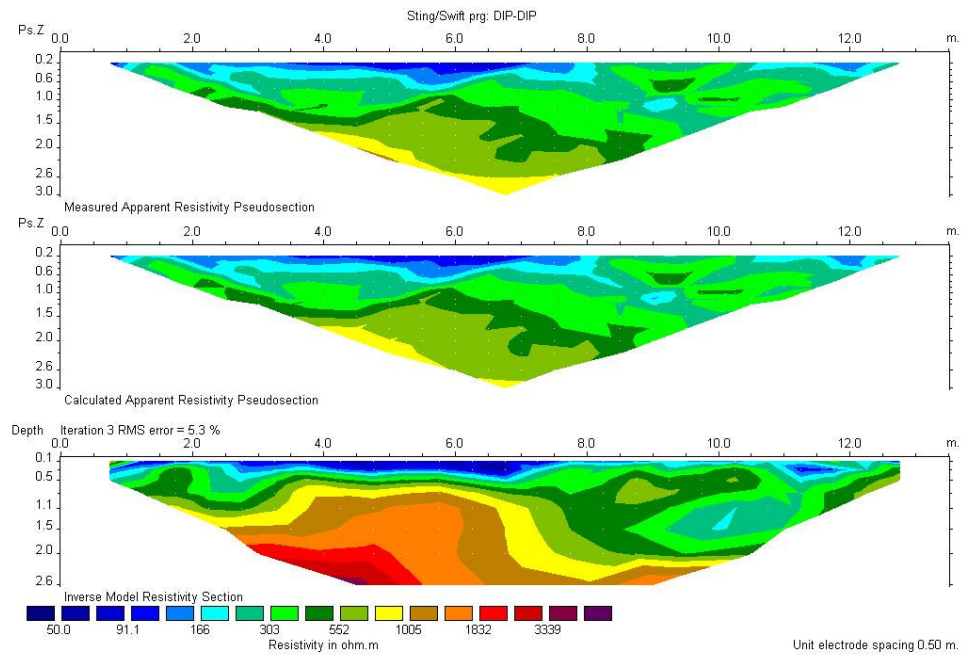 Sting/Swift prg: DIP-DIP
Ps.Z 0.0 2.0 4.0 6.0 8.0 10.0 12.0 m.
0.2
0.6
1.0
1.5
2.0
2.6
3.0
Measured Apparent Resistivity Pseudosection
Ps.Z 0.0 2.0 4.0 6.0 8.0 10.0 12.0 m.
0.2
0.6
1.0
1.5
2.0
2.6
3.0
Calculated Apparent Resistivity Pseudosection
Depth Iteration 3 RMS error = 5.3 %
0.0 2.0 4.0 6.0 8.0 10.0 12.0 m.
0.1
0.5
1.1
1.5
2.0
2.6
Inverse Model Resistivity Section
50.0 91.1 166 303 552 1005 1832 3339
Resistivity in ohm.m Unit electrode spacing 0.50 m.